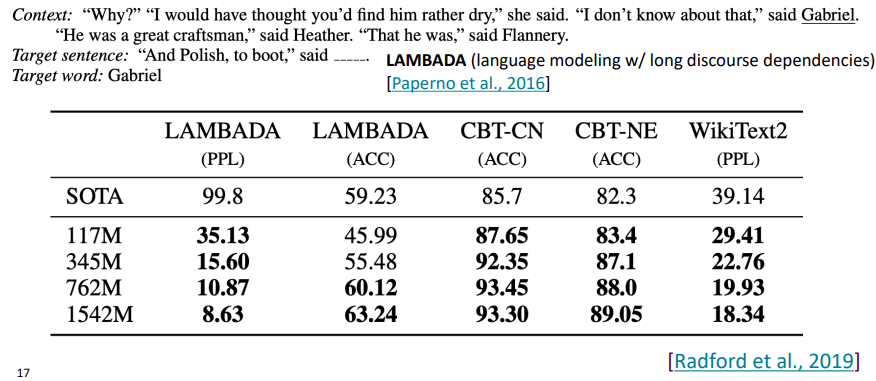 Context: “Why?” “I would have thought you’d find him rather dry,” she said. “I don’t know about that,” said Gabriel.
“He was a great craftsman,” said Heather. “That he was,” said Flannery.
Target sentence: “And Polish, to boot,” said _____.
Target word: Gabriel
LAMBADA (language modeling w/ long discourse dependencies)
[Paperno et al., 2016]
LAMBADA LAMBADA CBT-CN CBT-NE WikiText2
(PPL) (ACC) (ACC) (ACC) (PPL)
SOTA 99.8 59.23 85.7 82.3 39.14
117M 35.13 45.99 87.65 83.4 29.41
345M 15.60 55.48 92.35 87.1 22.76
762M 10.87 60.12 93.45 88.0 19.93
1542M 8.63 63.24 93.30 89.05 18.34
[Radford et al., 2019]
17